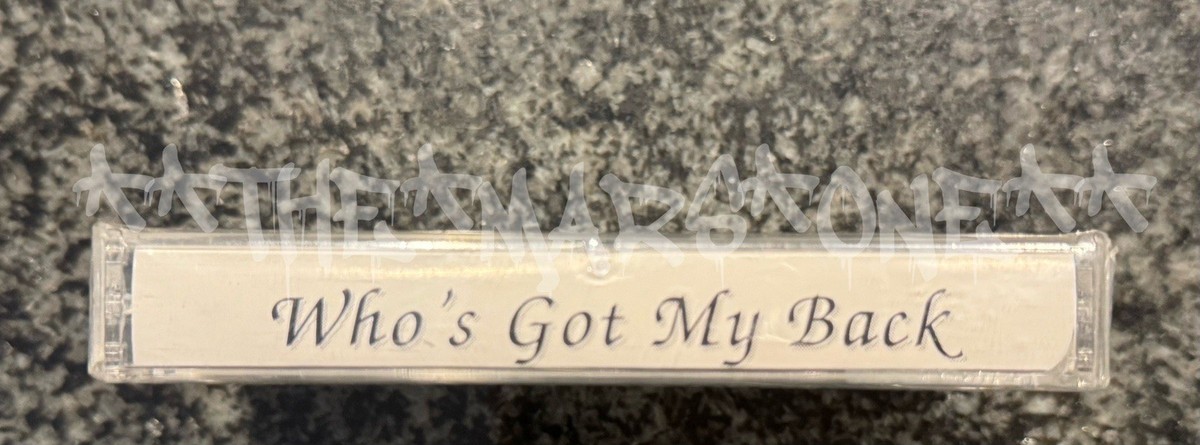 ★★THE★MARS★ONE★★
Who's Got My Back